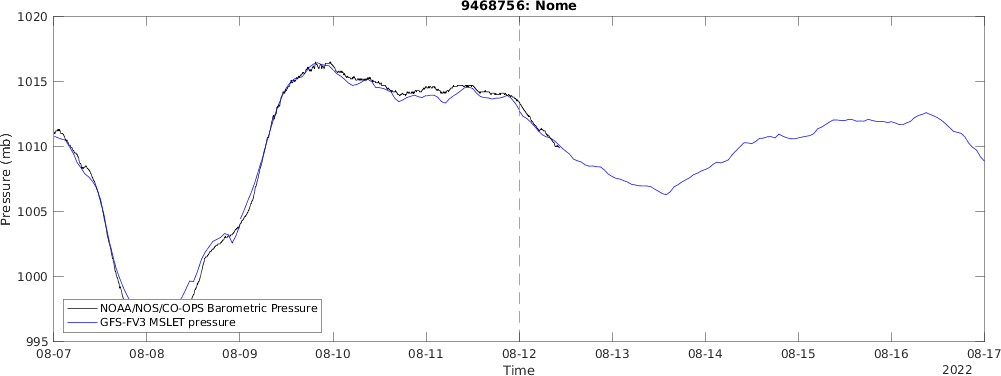 9468756: Nome
1020
1015
1010
1005
1000
995
Pressure (mb)
NOAA/NOS/CO-OPS Barometric Pressure
GFS-FV3 MSLET pressure
08-07 08-08 08-09 08-10 08-11 08-12 08-13 08-14 08-15 08-16 08-17
Time
2022